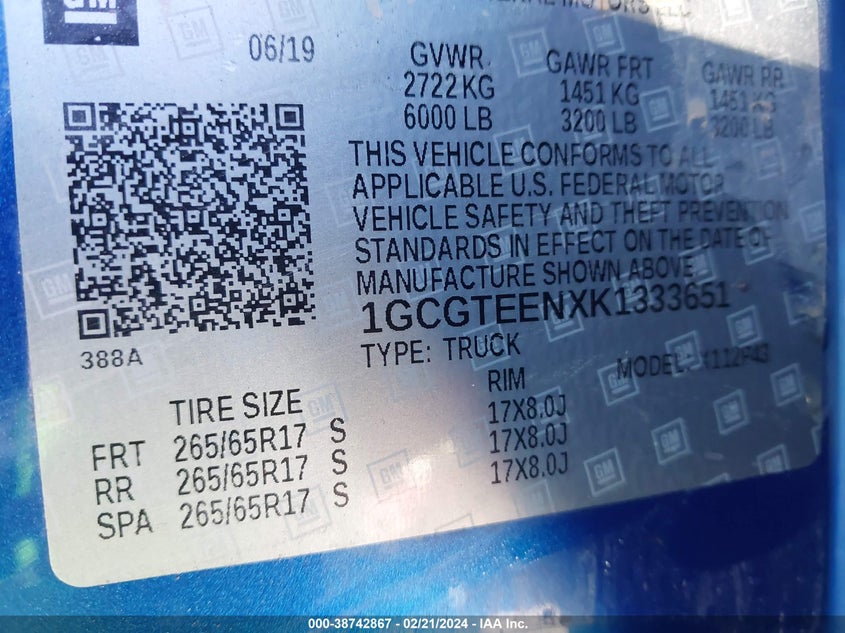 GM
06/19
GVWR GAWR FRT GAWR RR
2722 KG 1451 KG 1451 KG
6000 LB 3200 LB 3200 LB
THIS VEHICLE CONFORMS TO ALL
APPLICABLE U.S. FEDERAL MOTOR
VEHICLE SAFETY AND THEFT PREVENTION
STANDARDS IN EFFECT ON THE DATE OF
MANUFACTURE SHOWN ABOVE
1GCGTEENXK1333651
388A
TYPE: TRUCK MODEL:
TIRE SIZE RIM
FRT 265/65R17 S 17X8.0J
RR 265/65R17 S 17X8.0J
SPA 265/65R17 S 17X8.0J
000-38742867 - 02/21/2024 - IAA Inc.